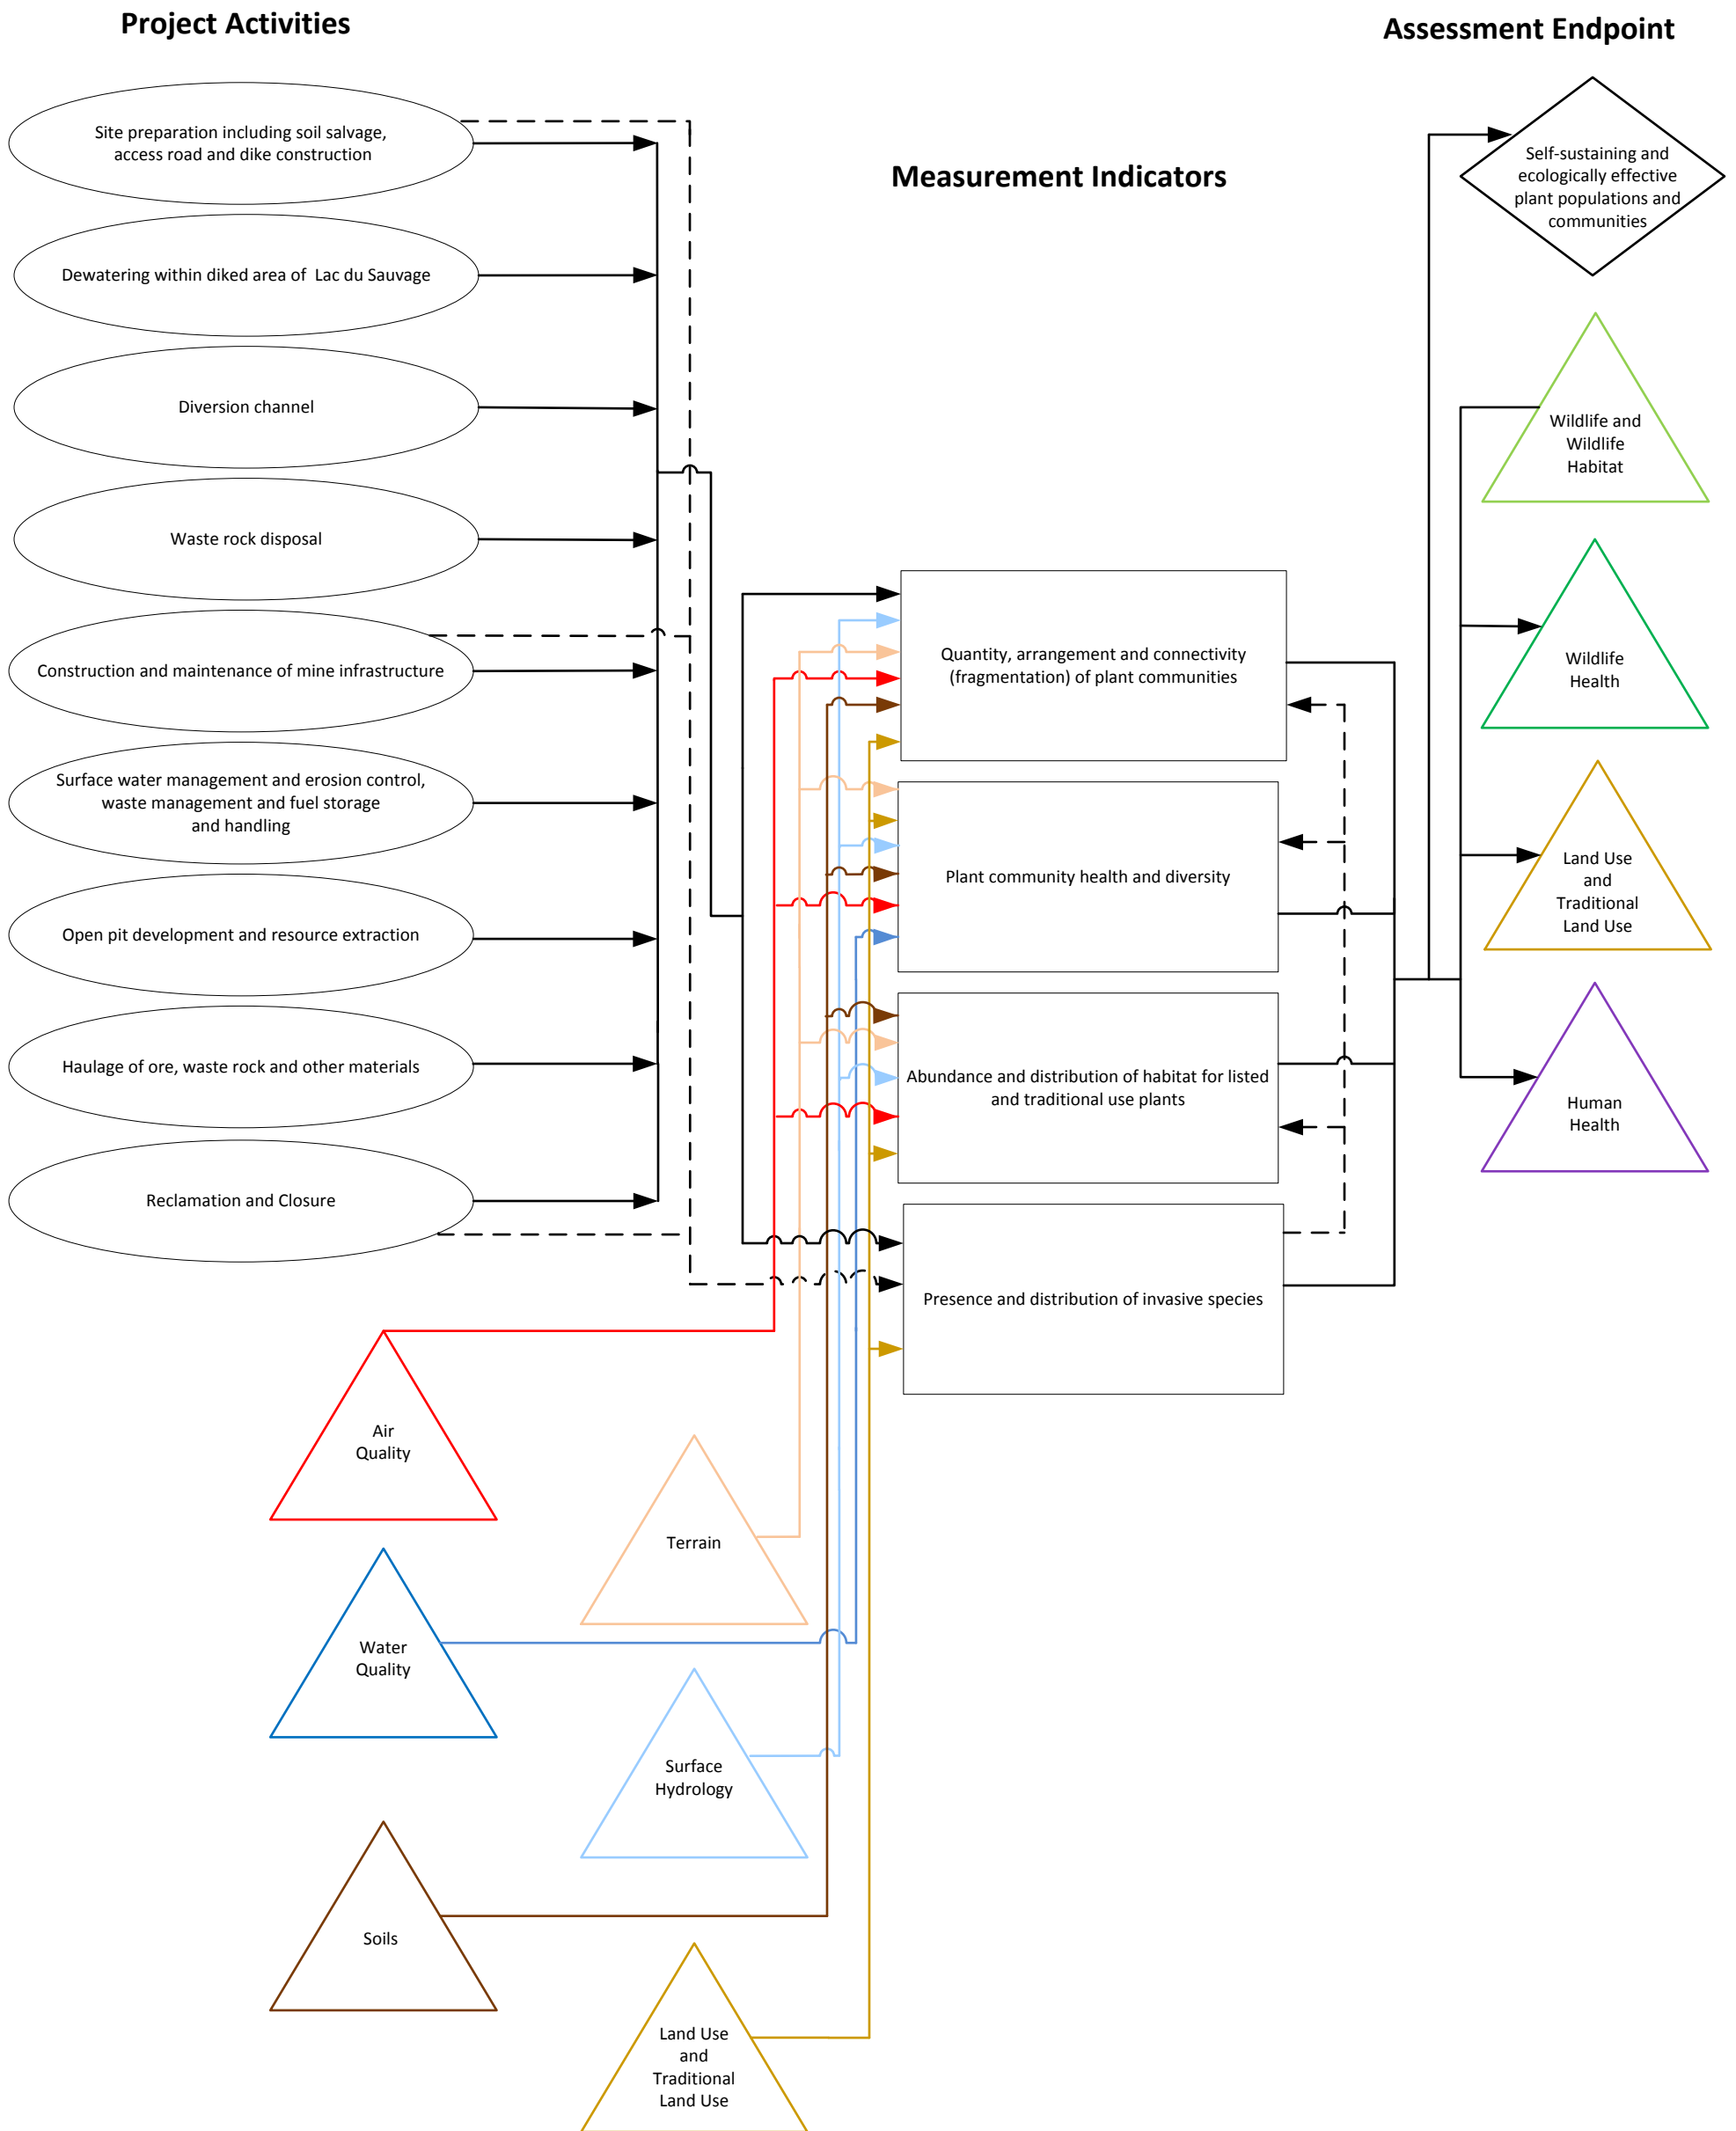 Project Activities
Assessment Endpoint
Measurement Indicators
Site preparation including soil salvage,
access road and dike construction
Dewatering within diked area of Lac du Sauvage
Diversion channel
Waste rock disposal
Construction and maintenance of mine infrastructure
Surface water management and erosion control,
waste management and fuel storage
and handling
Open pit development and resource extraction
Haulage of ore, waste rock and other materials
Reclamation and Closure
Quantity, arrangement and connectivity
(fragmentation) of plant communities
Plant community health and diversity
Abundance and distribution of habitat for listed
and traditional use plants
Presence and distribution of invasive species
Self-sustaining and
ecologically effective
plant populations and
communities
Wildlife and
Wildlife
Habitat
Wildlife
Health
Land Use
and
Traditional
Land Use
Human
Health
Air
Quality
Terrain
Water
Quality
Surface
Hydrology
Soils
Land Use
and
Traditional
Land Use